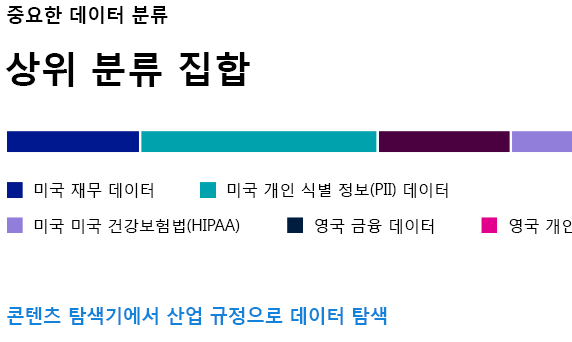 중요한 데이터 분류
상위 분류 집합
미국 재무 데이터 미국 개인 식별 정보(PII) 데이터
미국 미국 건강보험법(HIPAA) 영국 금융 데이터 영국 개인
콘텐츠 탐색기에서 산업 규정으로 데이터 탐색